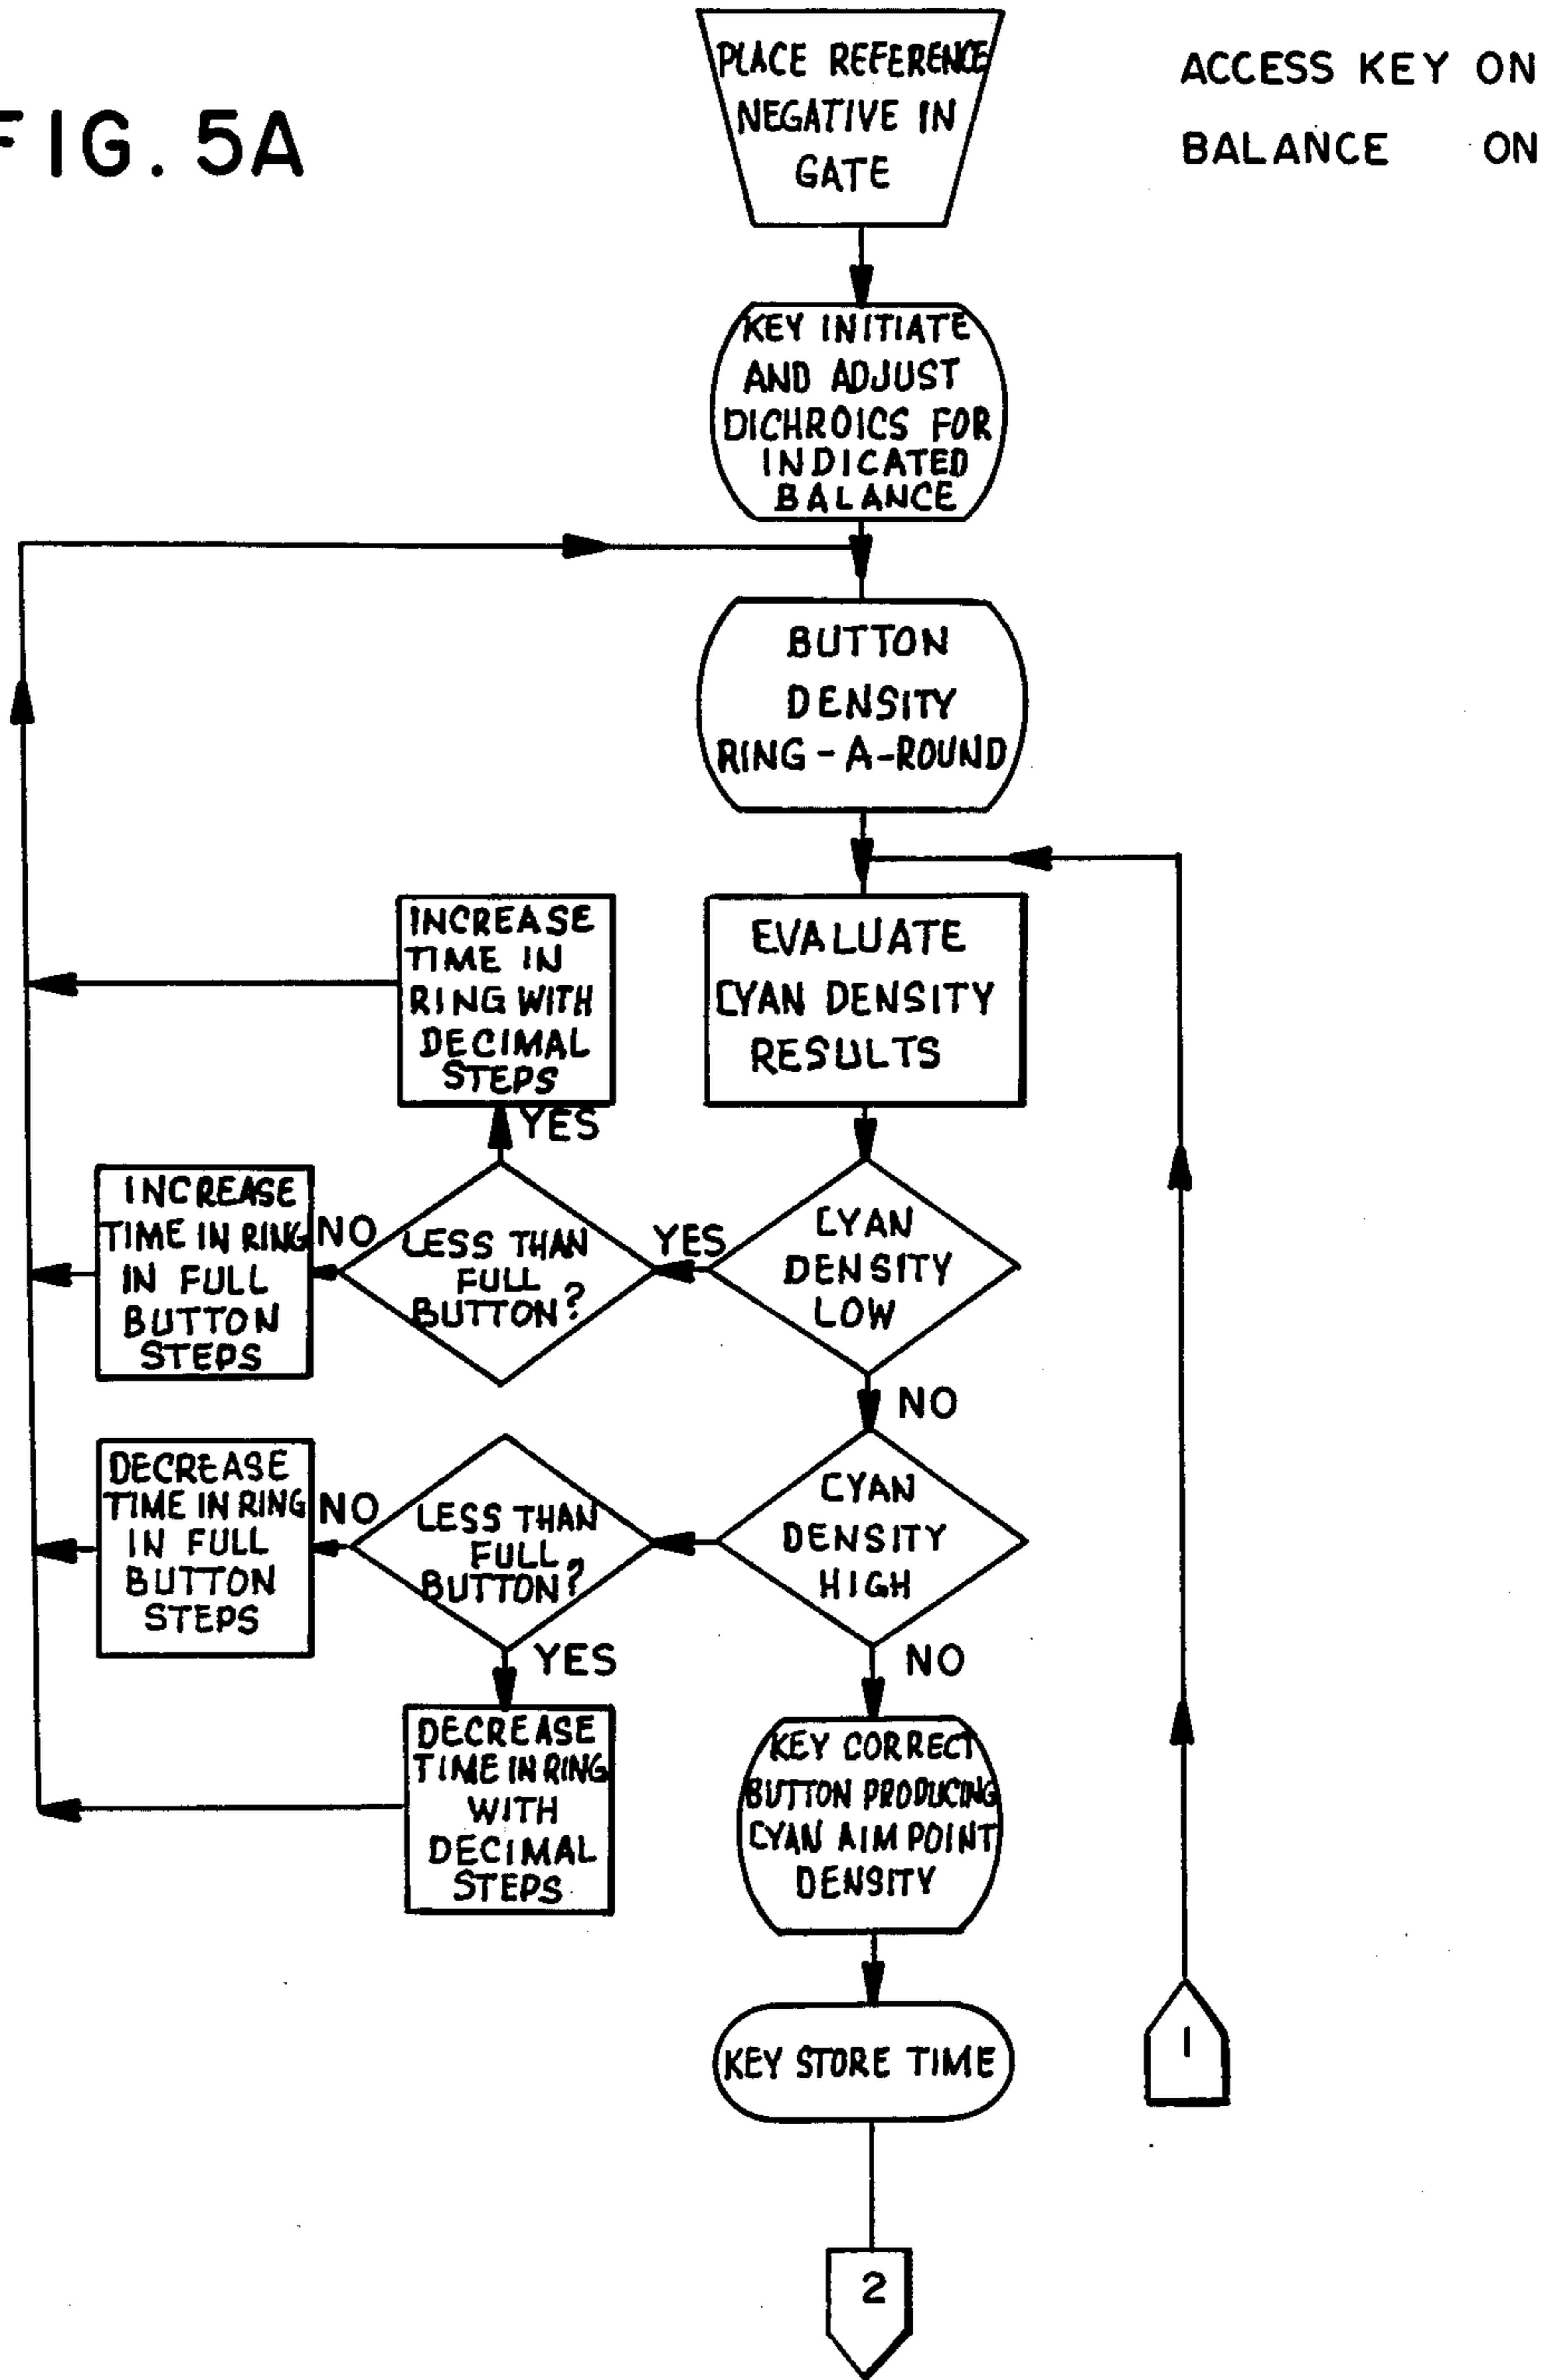 FIG. 5A
ACCESS KEY ON
BALANCE ON
PLACE REFERENCE
NEGATIVE IN
GATE
KEY INITIATE
AND ADJUST
DICHROICS FOR
INDICATED
BALANCE
BUTTON
DENSITY
RING-A-ROUND
EVALUATE
CYAN DENSITY
RESULTS
INCREASE
TIME IN
RING WITH
DECIMAL
STEPS
YES
CYAN
DENSITY
LOW
YES
LESS THAN
FULL
BUTTON?
NO
INCREASE
TIME IN RING
IN FULL
BUTTON
STEPS
NO
CYAN
DENSITY
HIGH
LESS THAN
FULL
BUTTON?
NO
DECREASE
TIME IN RING
IN FULL
BUTTON
STEPS
YES
DECREASE
TIME IN RING
WITH
DECIMAL
STEPS
NO
KEY CORRECT
BUTTON PRODUCING
CYAN AIM POINT
DENSITY
KEY STORE TIME
1
2